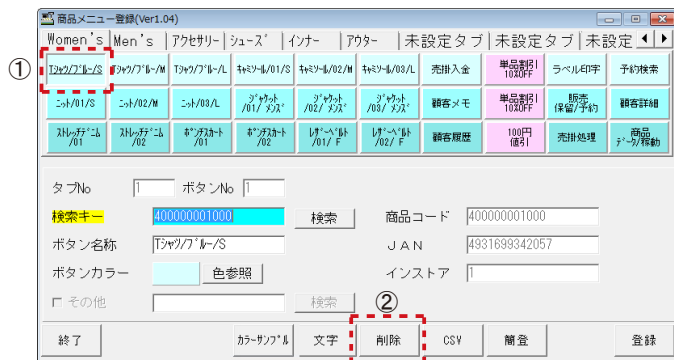 商品メニュー登録(Ver1.04)
Women's Men's アクセサリー シューズ インナー アウター 未設定タブ 未設定タブ 未設定
①
Tシャツ/ブルー/S Tシャツ/ブルー/M Tシャツ/ブルー/L キャミソール/01/S キャミソール/02/M キャミソール/03/L 売掛入金 単品割引10%OFF ラベル印字 予約検索
ニット/01/S ニット/02/M ニット/03/L ジャケット/01/ メンズ ジャケット/02/ メンズ ジャケット/03/ メンズ 顧客メモ 単品割引10%OFF 販売保留/予約 顧客詳細
ストレッチデニム/01 ストレッチデニム/02 ボンデスカート/01 ボンデスカート/02 レザーベルト/01/ F レザーベルト/02/ F 顧客履歴 100円値引 売掛処理 商品データ/稼動
タブNo 1 ボタンNo 1
検索キー 400000001000 検索 商品コード 400000001000
ボタン名称 Tシャツ/ブルー/S JAN 4931699342057
ボタンカラー 色参照 インストア 1
その他 検索
②
終了 カラーサンプル 文字 削除 CSV 簡登 登録